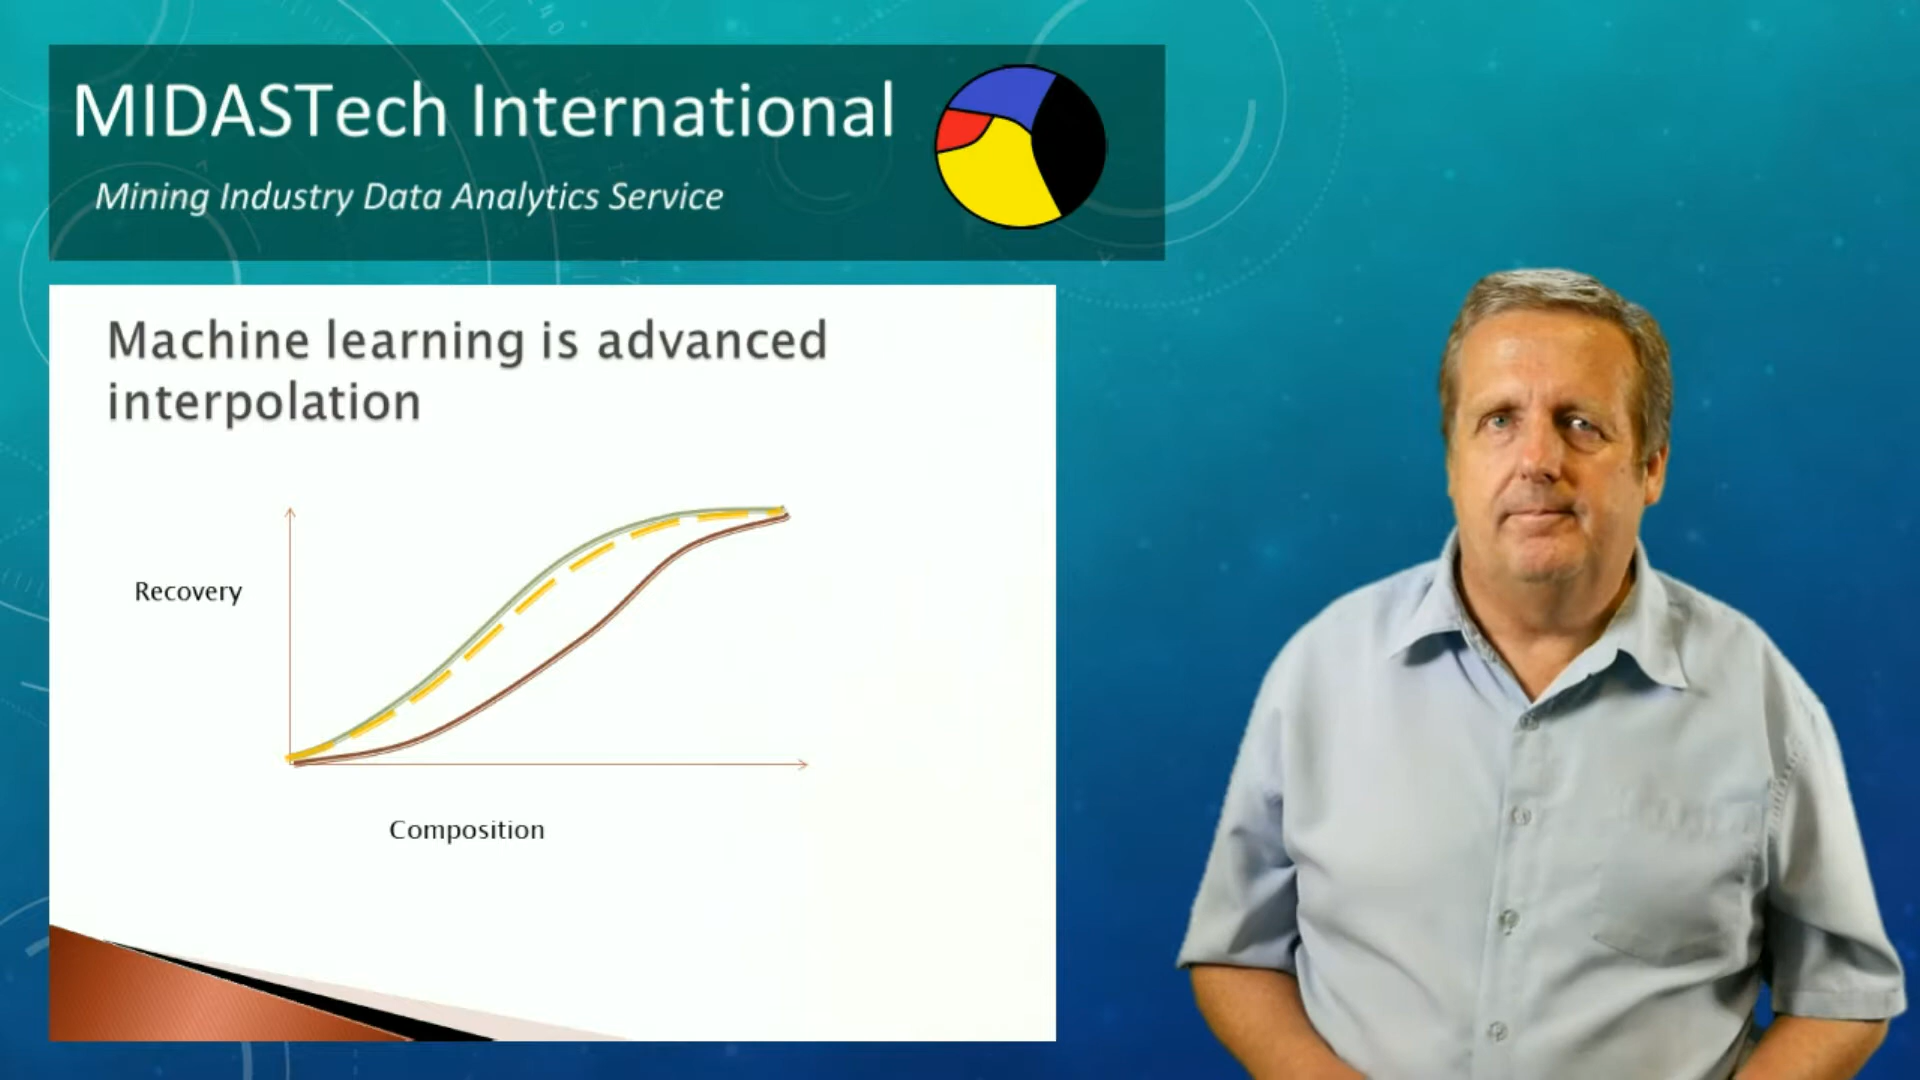 MIDASTech International
Mining Industry Data Analytics Service
Machine learning is advanced
interpolation
Recovery
Composition